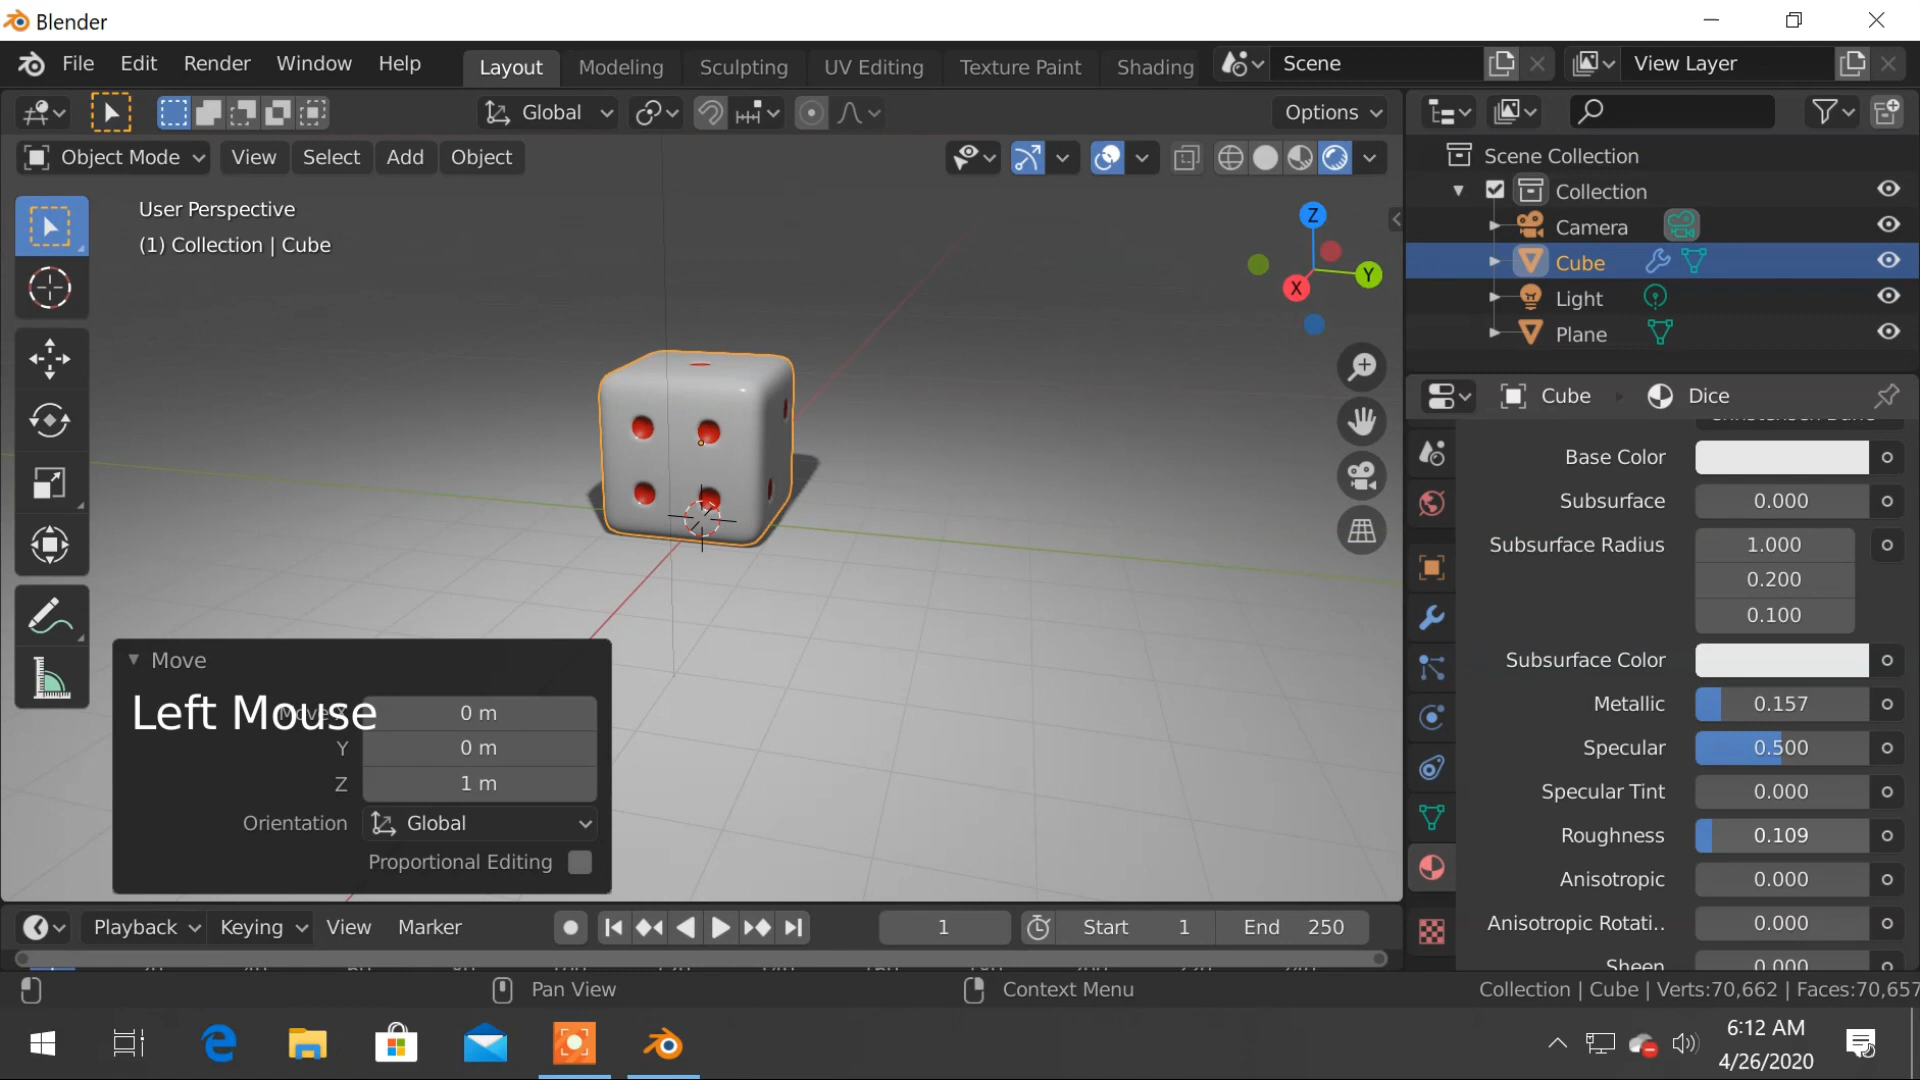 Blender
File Edit Render Window Help Layout Modeling Sculpting UV Editing Texture Paint Shading Scene View Layer
Global Options
Object Mode View Select Add Object
User Perspective
(1) Collection | Cube
Z
Y
X
Scene Collection
Collection
Camera
Cube
Light
Plane
Cube Dice
Base Color
Subsurface 0.000
Subsurface Radius 1.000
0.200
0.100
Subsurface Color
Metallic 0.157
Specular 0.500
Specular Tint 0.000
Roughness 0.109
Anisotropic 0.000
Anisotropic Rotati.. 0.000
Sheen 0.000
Move
Left Mouse
Move X 0 m
Y 0 m
Z 1 m
Orientation Global
Proportional Editing
Playback Keying View Marker 1 Start 1 End 250
Pan View Context Menu Collection | Cube | Verts:70,662 | Faces:70,657
6:12 AM
4/26/2020